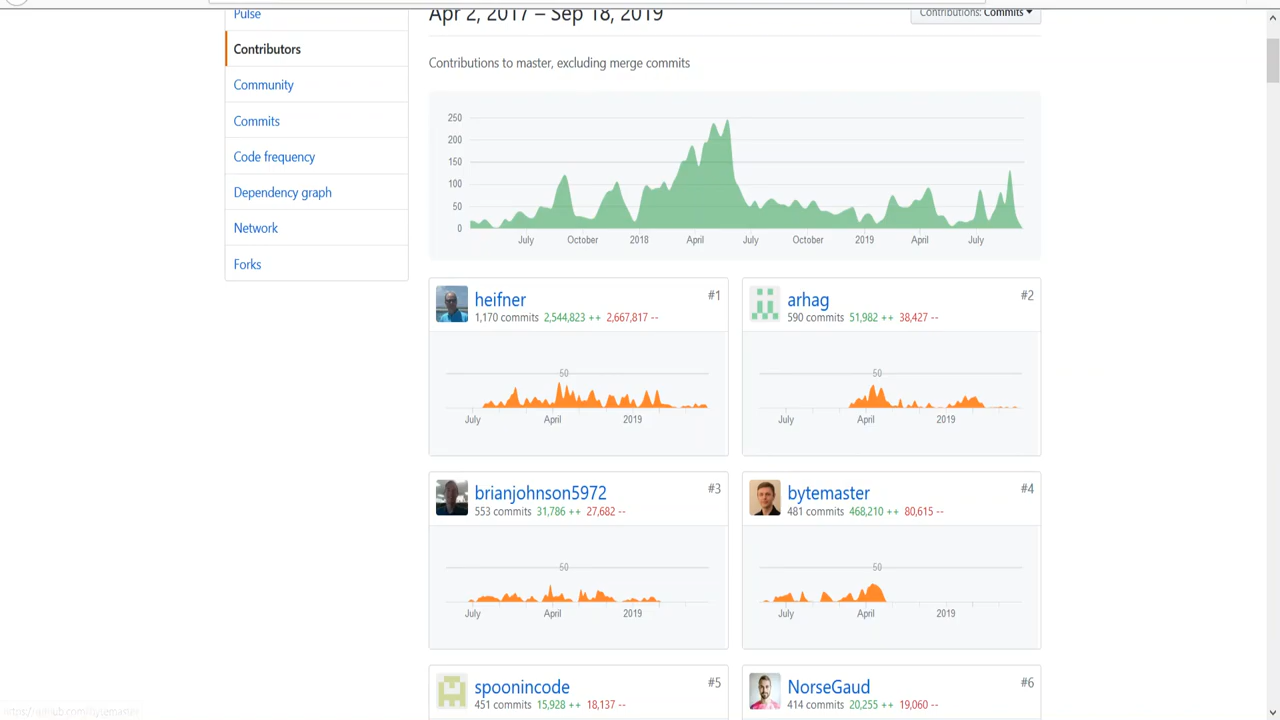 Pulse
Apr 2, 2017 – Sep 18, 2019
Contributions: Commits
Contributors
Community
Commits
Code frequency
Dependency graph
Network
Forks
Contributions to master, excluding merge commits
250
200
150
100
50
0
July October 2018 April July October 2019 April July
heifner #1
1,170 commits 2,544,823 ++ 2,667,817 --
50
July April 2019
arhag #2
590 commits 51,982 ++ 38,427 --
50
July April 2019
brianjohnson5972 #3
553 commits 31,786 ++ 27,682 --
50
July April 2019
bytemaster #4
481 commits 468,210 ++ 80,615 --
50
July April 2019
spoonincode #5
451 commits 15,928 ++ 18,137 --
NorseGaud #6
414 commits 20,255 ++ 19,060 --